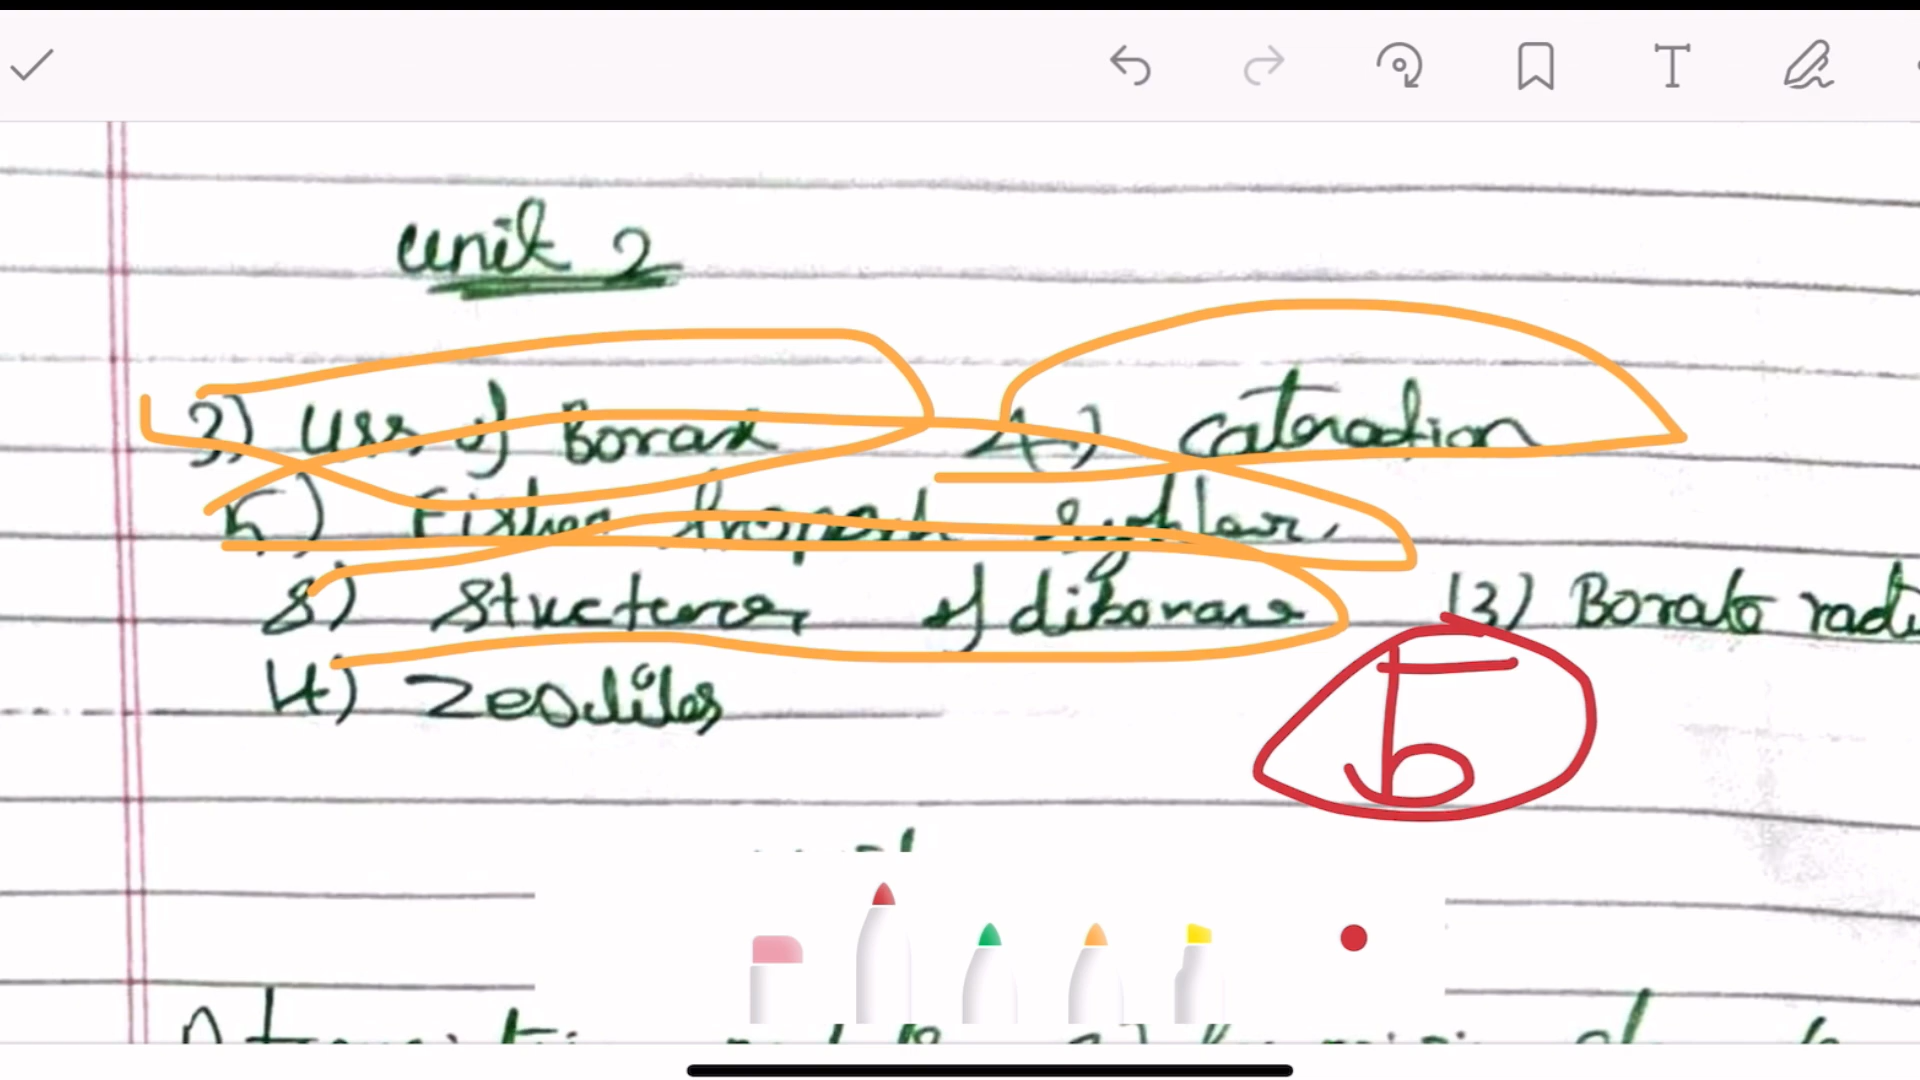 unit 2
3) Uses of Borax 4) Catenation
5) Fisher tropsch synthesis
8) Structure of diborane 13) Borate radi
14) Zeolites
5